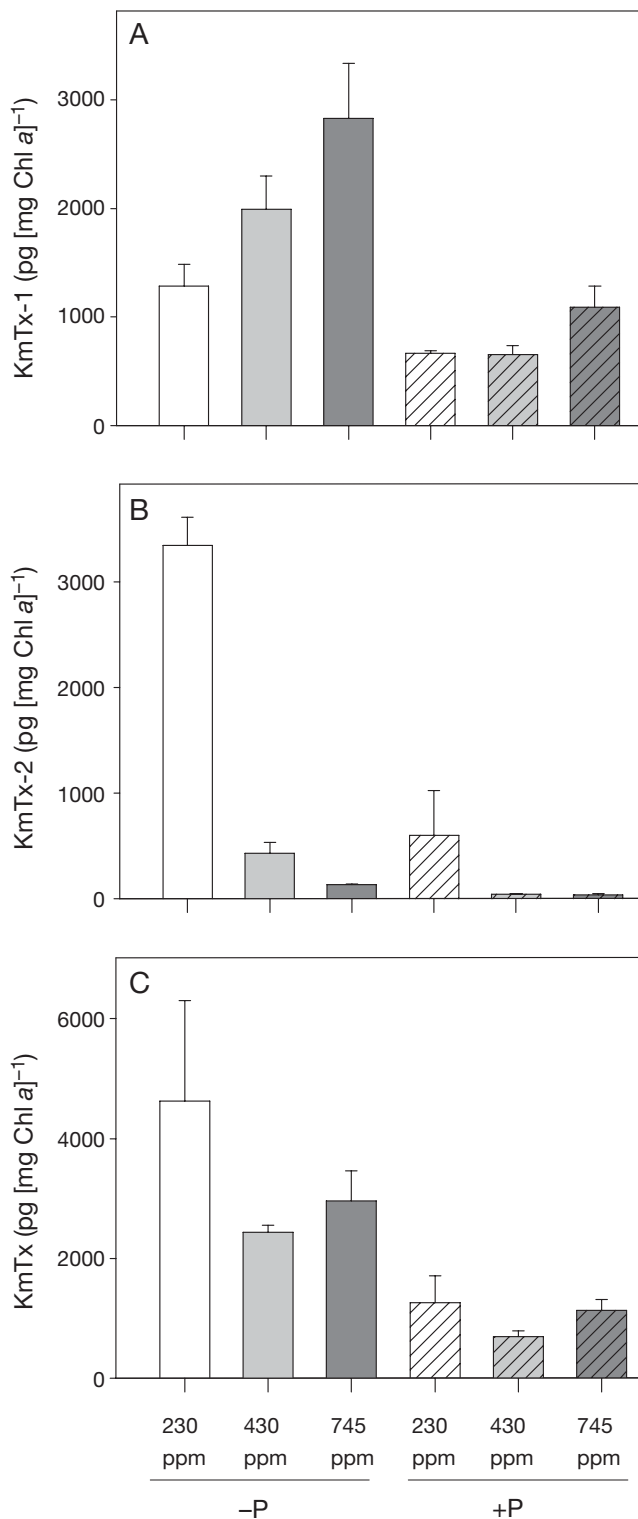 A
KmTx-1 (pg [mg Chl a]⁻¹)
3000
2000
1000
0
B
KmTx-2 (pg [mg Chl a]⁻¹)
3000
2000
1000
0
C
KmTx (pg [mg Chl a]⁻¹)
6000
4000
2000
0
230 430 745 230 430 745
ppm ppm ppm ppm ppm ppm
–P +P